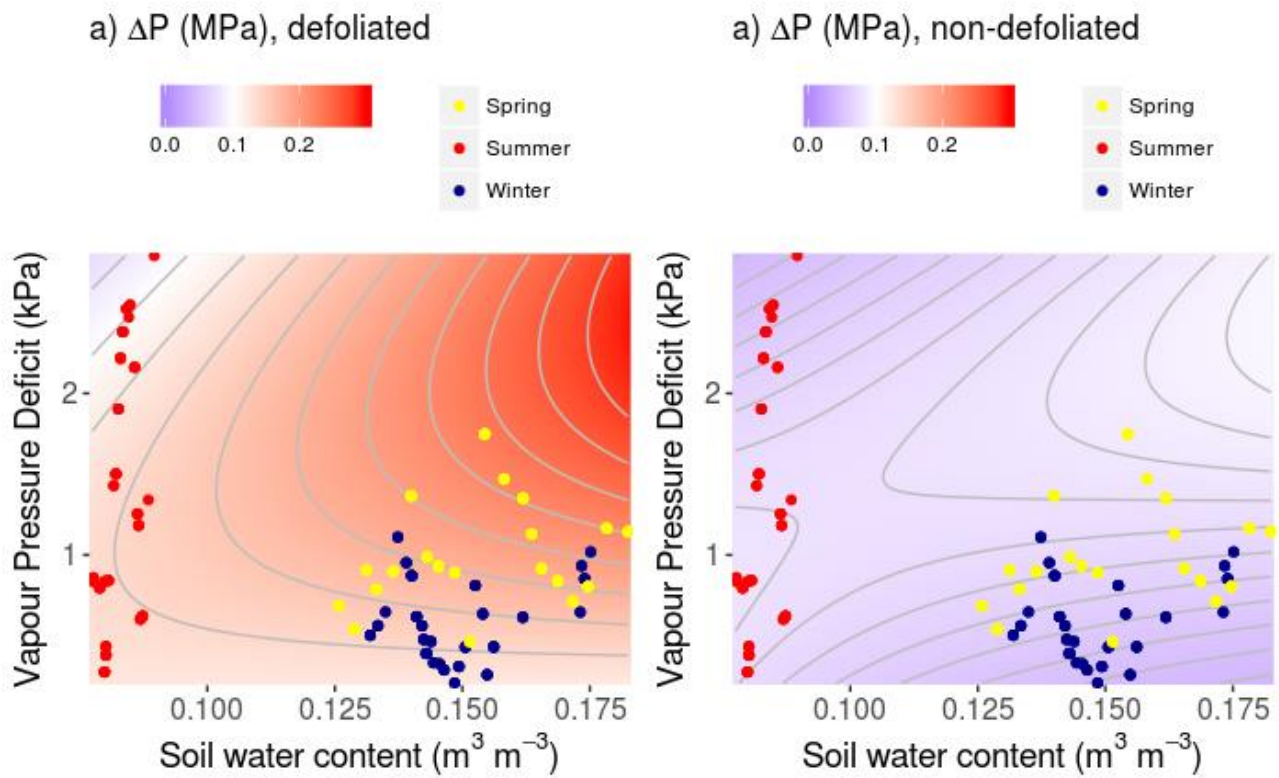 a) ΔP (MPa), defoliated
0.0 0.1 0.2
Spring
Summer
Winter
Vapour Pressure Deficit (kPa)
2
1
0.100 0.125 0.150 0.175
Soil water content (m³ m⁻³)
a) ΔP (MPa), non-defoliated
0.0 0.1 0.2
Spring
Summer
Winter
Vapour Pressure Deficit (kPa)
2
1
0.100 0.125 0.150 0.175
Soil water content (m³ m⁻³)